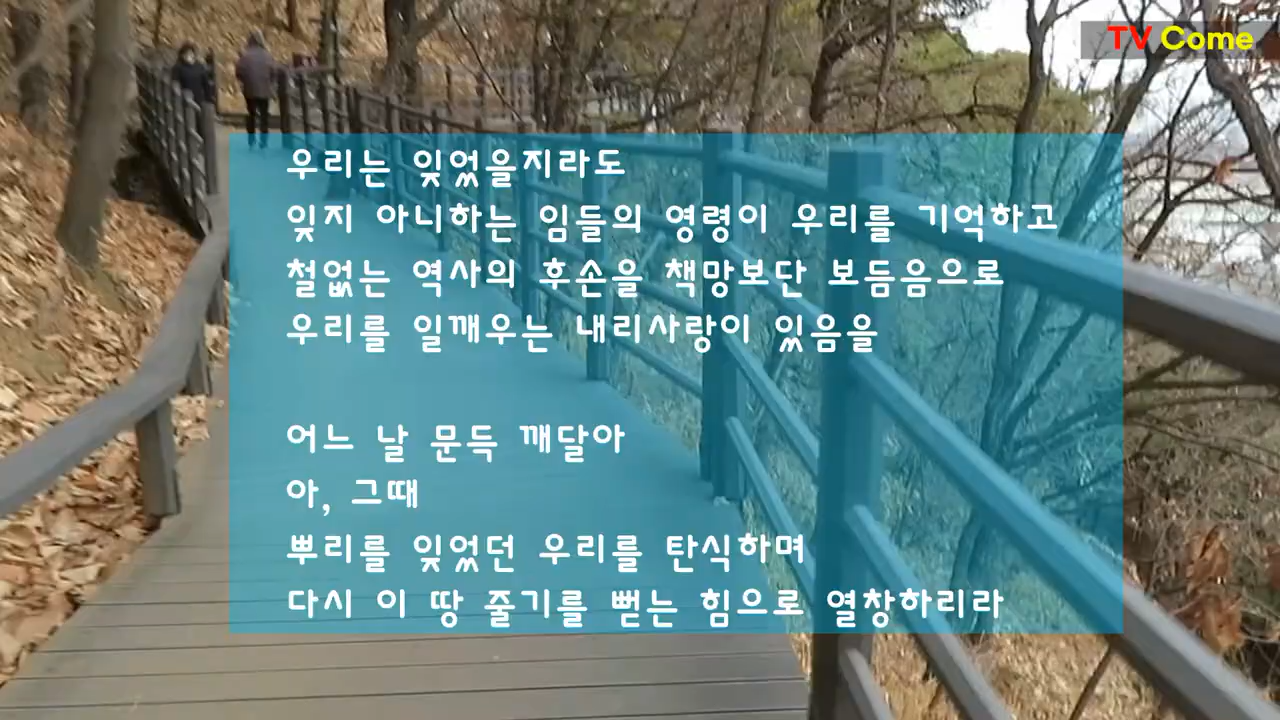 TV Come
우리는 잊었을지라도
잊지 아니하는 임들의 영령이 우리를 기억하고
철없는 역사의 후손을 책망보단 보듬음으로
우리를 일깨우는 내리사랑이 있음을
어느 날 문득 깨달아
아, 그때
뿌리를 잊었던 우리를 탄식하며
다시 이 땅 줄기를 뻗는 힘으로 열창하리라